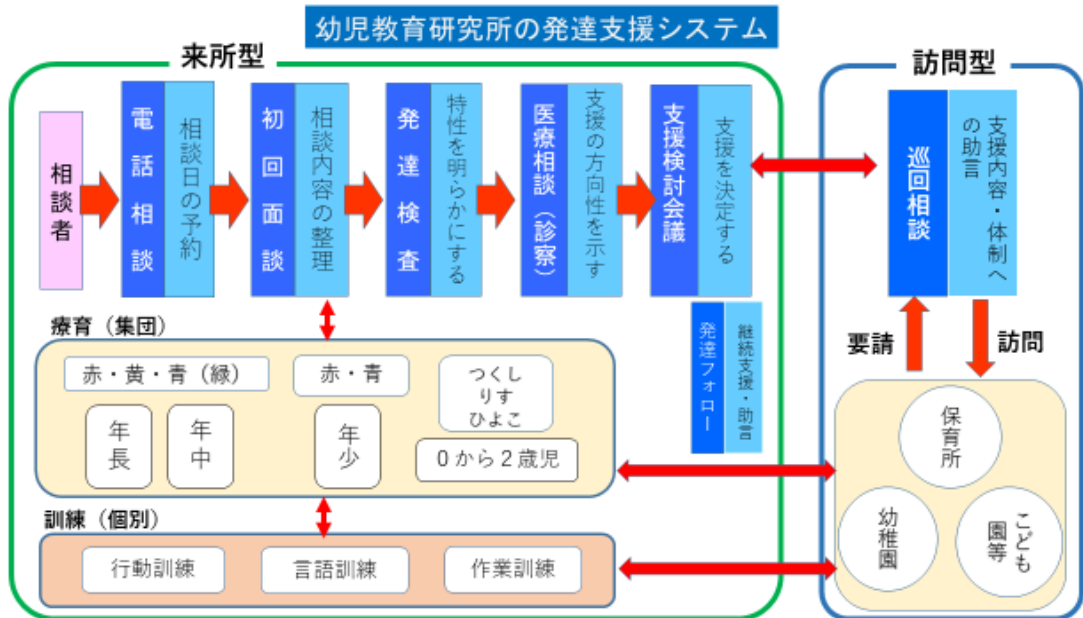 幼児教育研究所の発達支援システム
来所型
相談者
電話相談
相談日の予約
初回面談
相談内容の整理
発達検査
特性を明らかにする
医療相談（診察）
支援の方向性を示す
支援検討会議
支援を決定する
発達フォロー
継続支援・助言
療育（集団）
赤・黄・青（緑）
年長
年中
赤・青
年少
つくし
りす
ひよこ
０から２歳児
訓練（個別）
行動訓練
言語訓練
作業訓練
訪問型
巡回相談
支援内容・体制へ
の助言
要請
訪問
保育所
幼稚園
こども
園等